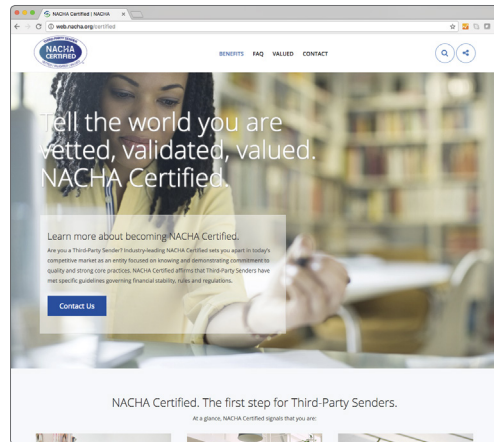 NACHA Certified | NACHA
web.nacha.org/certified
THIRD-PARTY SENDER
NACHA
CERTIFIED
BENEFITS FAQ VALUED CONTACT
Tell the world you are
vetted, validated, valued.
NACHA Certified.
Learn more about becoming NACHA Certified.
Are you a Third-Party Sender? Industry-leading NACHA Certified sets you apart in today's
competitive market as an entity focused on knowing and demonstrating commitment to
quality and strong core practices. NACHA Certified affirms that Third-Party Senders have
met specific guidelines governing financial stability, rules and regulations.
Contact Us
NACHA Certified. The first step for Third-Party Senders.
At a glance, NACHA Certified signals that you are: